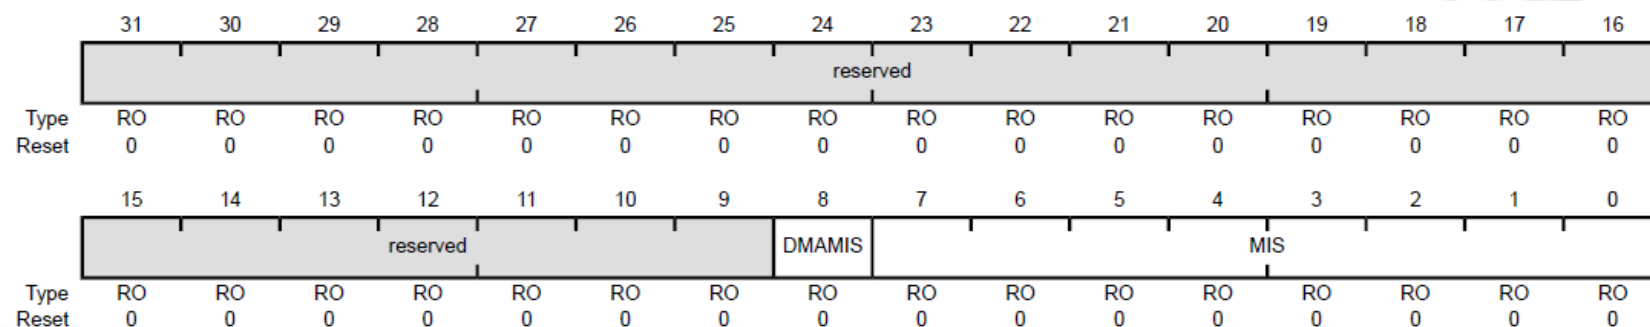 31 30 29 28 27 26 25 24 23 22 21 20 19 18 17 16
reserved
Type RO RO RO RO RO RO RO RO RO RO RO RO RO RO RO RO
Reset 0 0 0 0 0 0 0 0 0 0 0 0 0 0 0 0
15 14 13 12 11 10 9 8 7 6 5 4 3 2 1 0
reserved DMAMIS MIS
Type RO RO RO RO RO RO RO RO RO RO RO RO RO RO RO RO
Reset 0 0 0 0 0 0 0 0 0 0 0 0 0 0 0 0